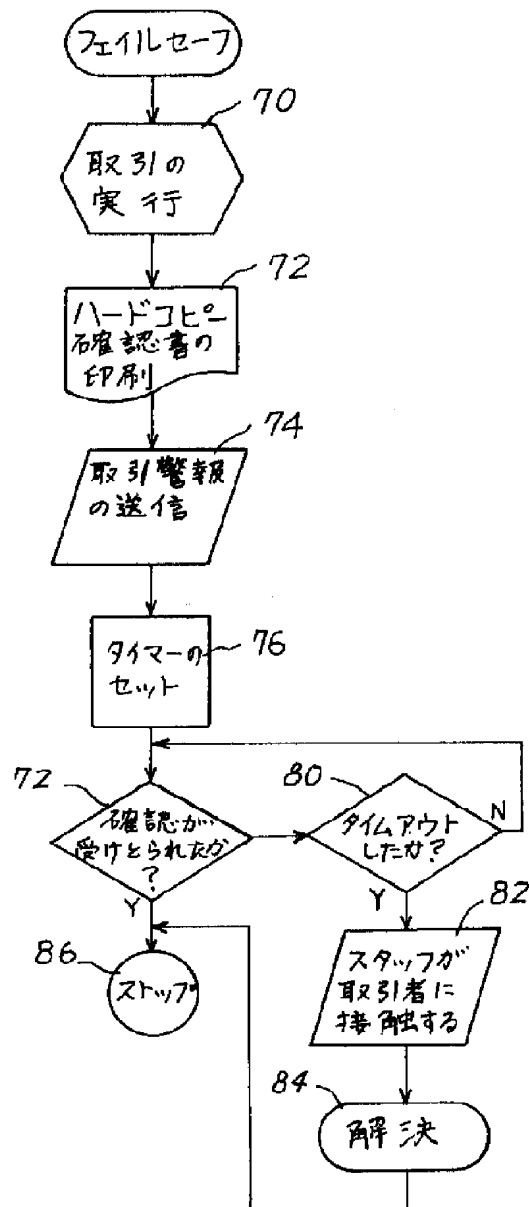 フェイルセーフ
70
取引の
実行
72
ハードコピー
確認書の
印刷
74
取引警報
の送信
76
タイマーの
セット
72
確認が
受けとられたか
?
Y
80
タイムアウト
したか?
N
Y
82
スタッフが
取引者に
接触する
86
ストップ
84
解決